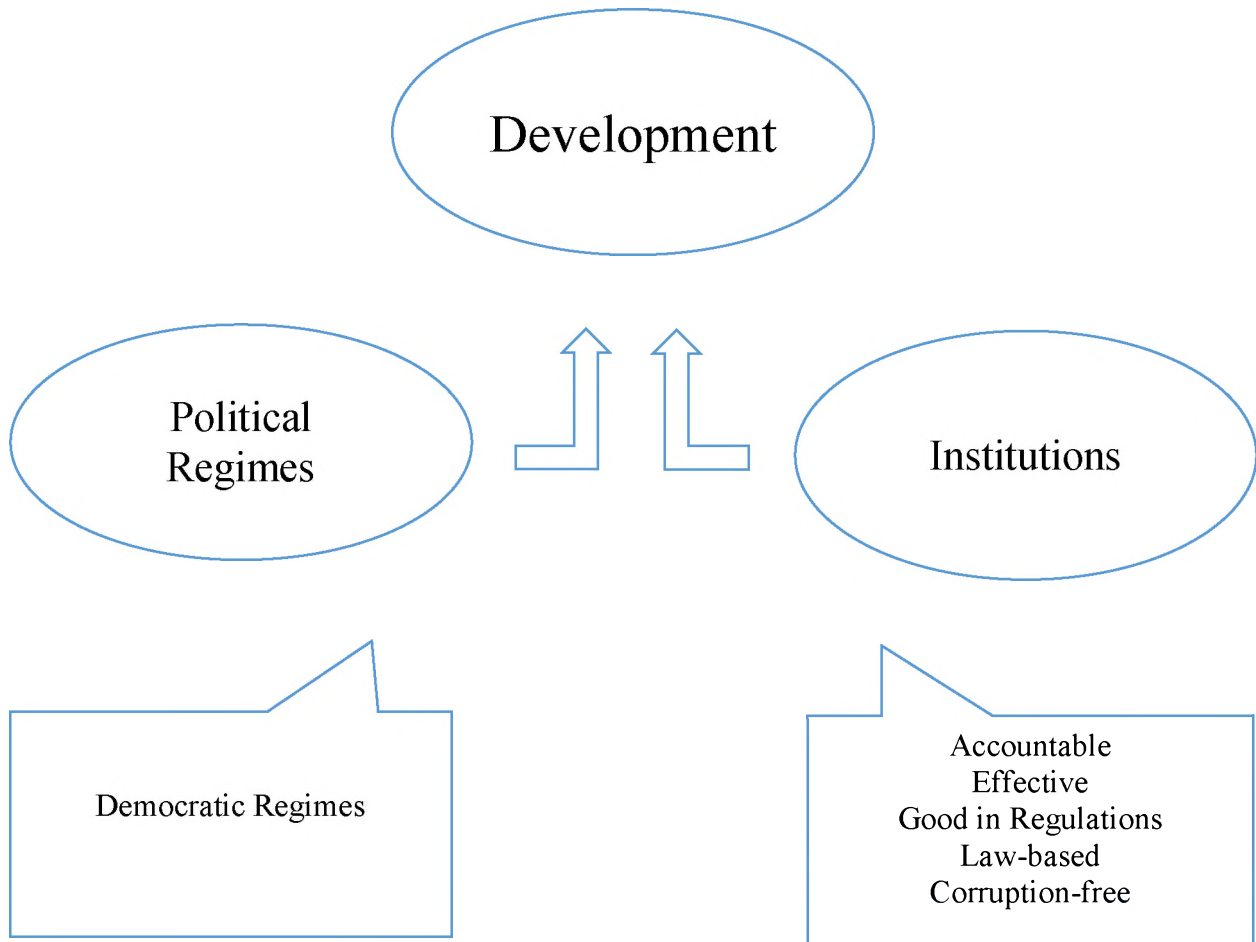 Development
Political
Regimes
Institutions
Democratic Regimes
Accountable
Effective
Good in Regulations
Law-based
Corruption-free